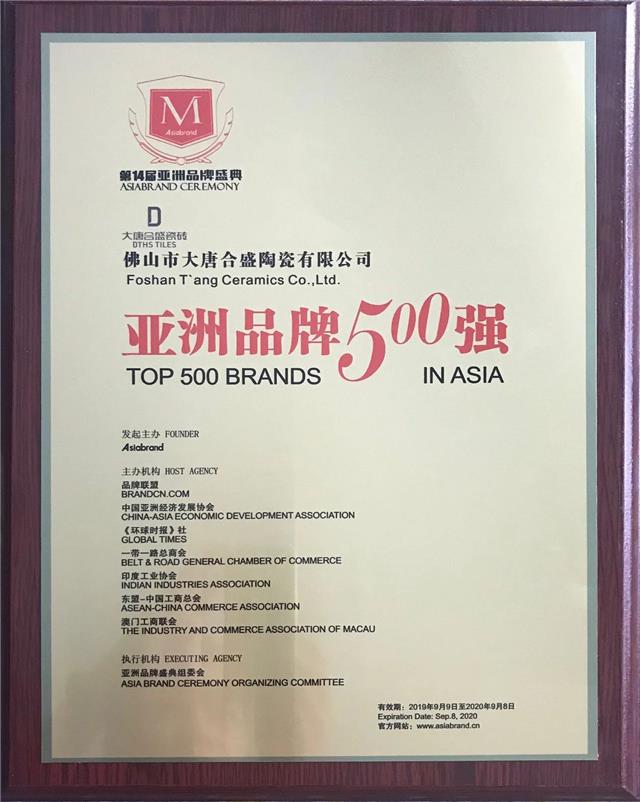 M
Asiabrand
第14届亚洲品牌盛典
ASIABRAND CEREMONY
D
大唐合盛瓷砖
DTHS TILES
佛山市大唐合盛陶瓷有限公司
Foshan T`ang Ceramics Co.,Ltd.
亚洲品牌500强
TOP 500 BRANDS IN ASIA
发起主办 FOUNDER
Asiabrand
主办机构 HOST AGENCY
品牌联盟
BRANDCN.COM
中国亚洲经济发展协会
CHINA-ASIA ECONOMIC DEVELOPMENT ASSOCIATION
《环球时报》社
GLOBAL TIMES
一带一路总商会
BELT & ROAD GENERAL CHAMBER OF COMMERCE
印度工业协会
INDIAN INDUSTRIES ASSOCIATION
东盟-中国工商总会
ASEAN-CHINA COMMERCE ASSOCIATION
澳门工商联会
THE INDUSTRY AND COMMERCE ASSOCIATION OF MACAU
执行机构 EXECUTING AGENCY
亚洲品牌盛典组委会
ASIA BRAND CEREMONY ORGANIZING COMMITTEE
有效期：2019年9月9日至2020年9月8日
Expiration Date: Sep.8, 2020
官方网站：www.asiabrand.cn